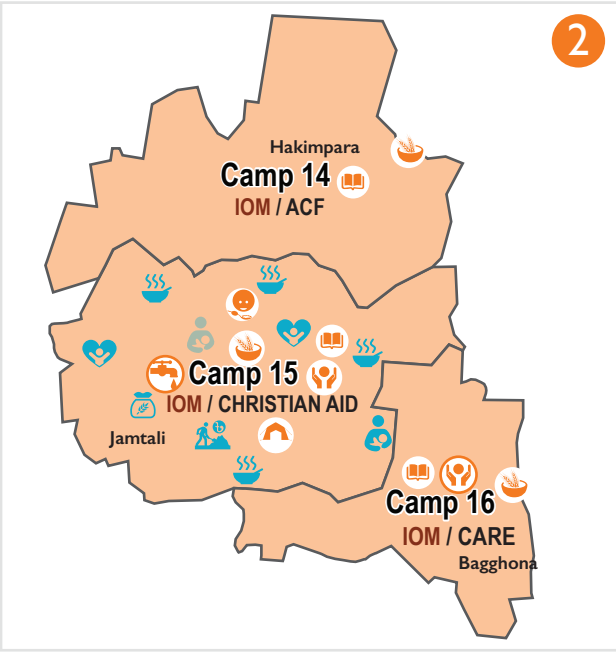 2
Hakimpara
Camp 14
IOM / ACF
Camp 15
IOM / CHRISTIAN AID
Jamtali
Camp 16
IOM / CARE
Bagghona